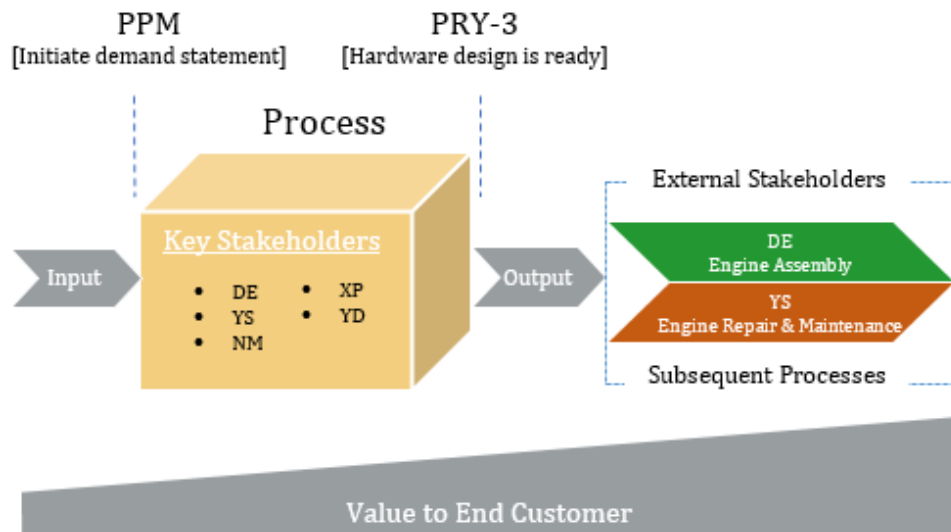 PPM
[Initiate demand statement]
PRY-3
[Hardware design is ready]
Process
Key Stakeholders
• DE
• YS
• NM
• XP
• YD
Input
Output
External Stakeholders
DE
Engine Assembly
YS
Engine Repair & Maintenance
Subsequent Processes
Value to End Customer